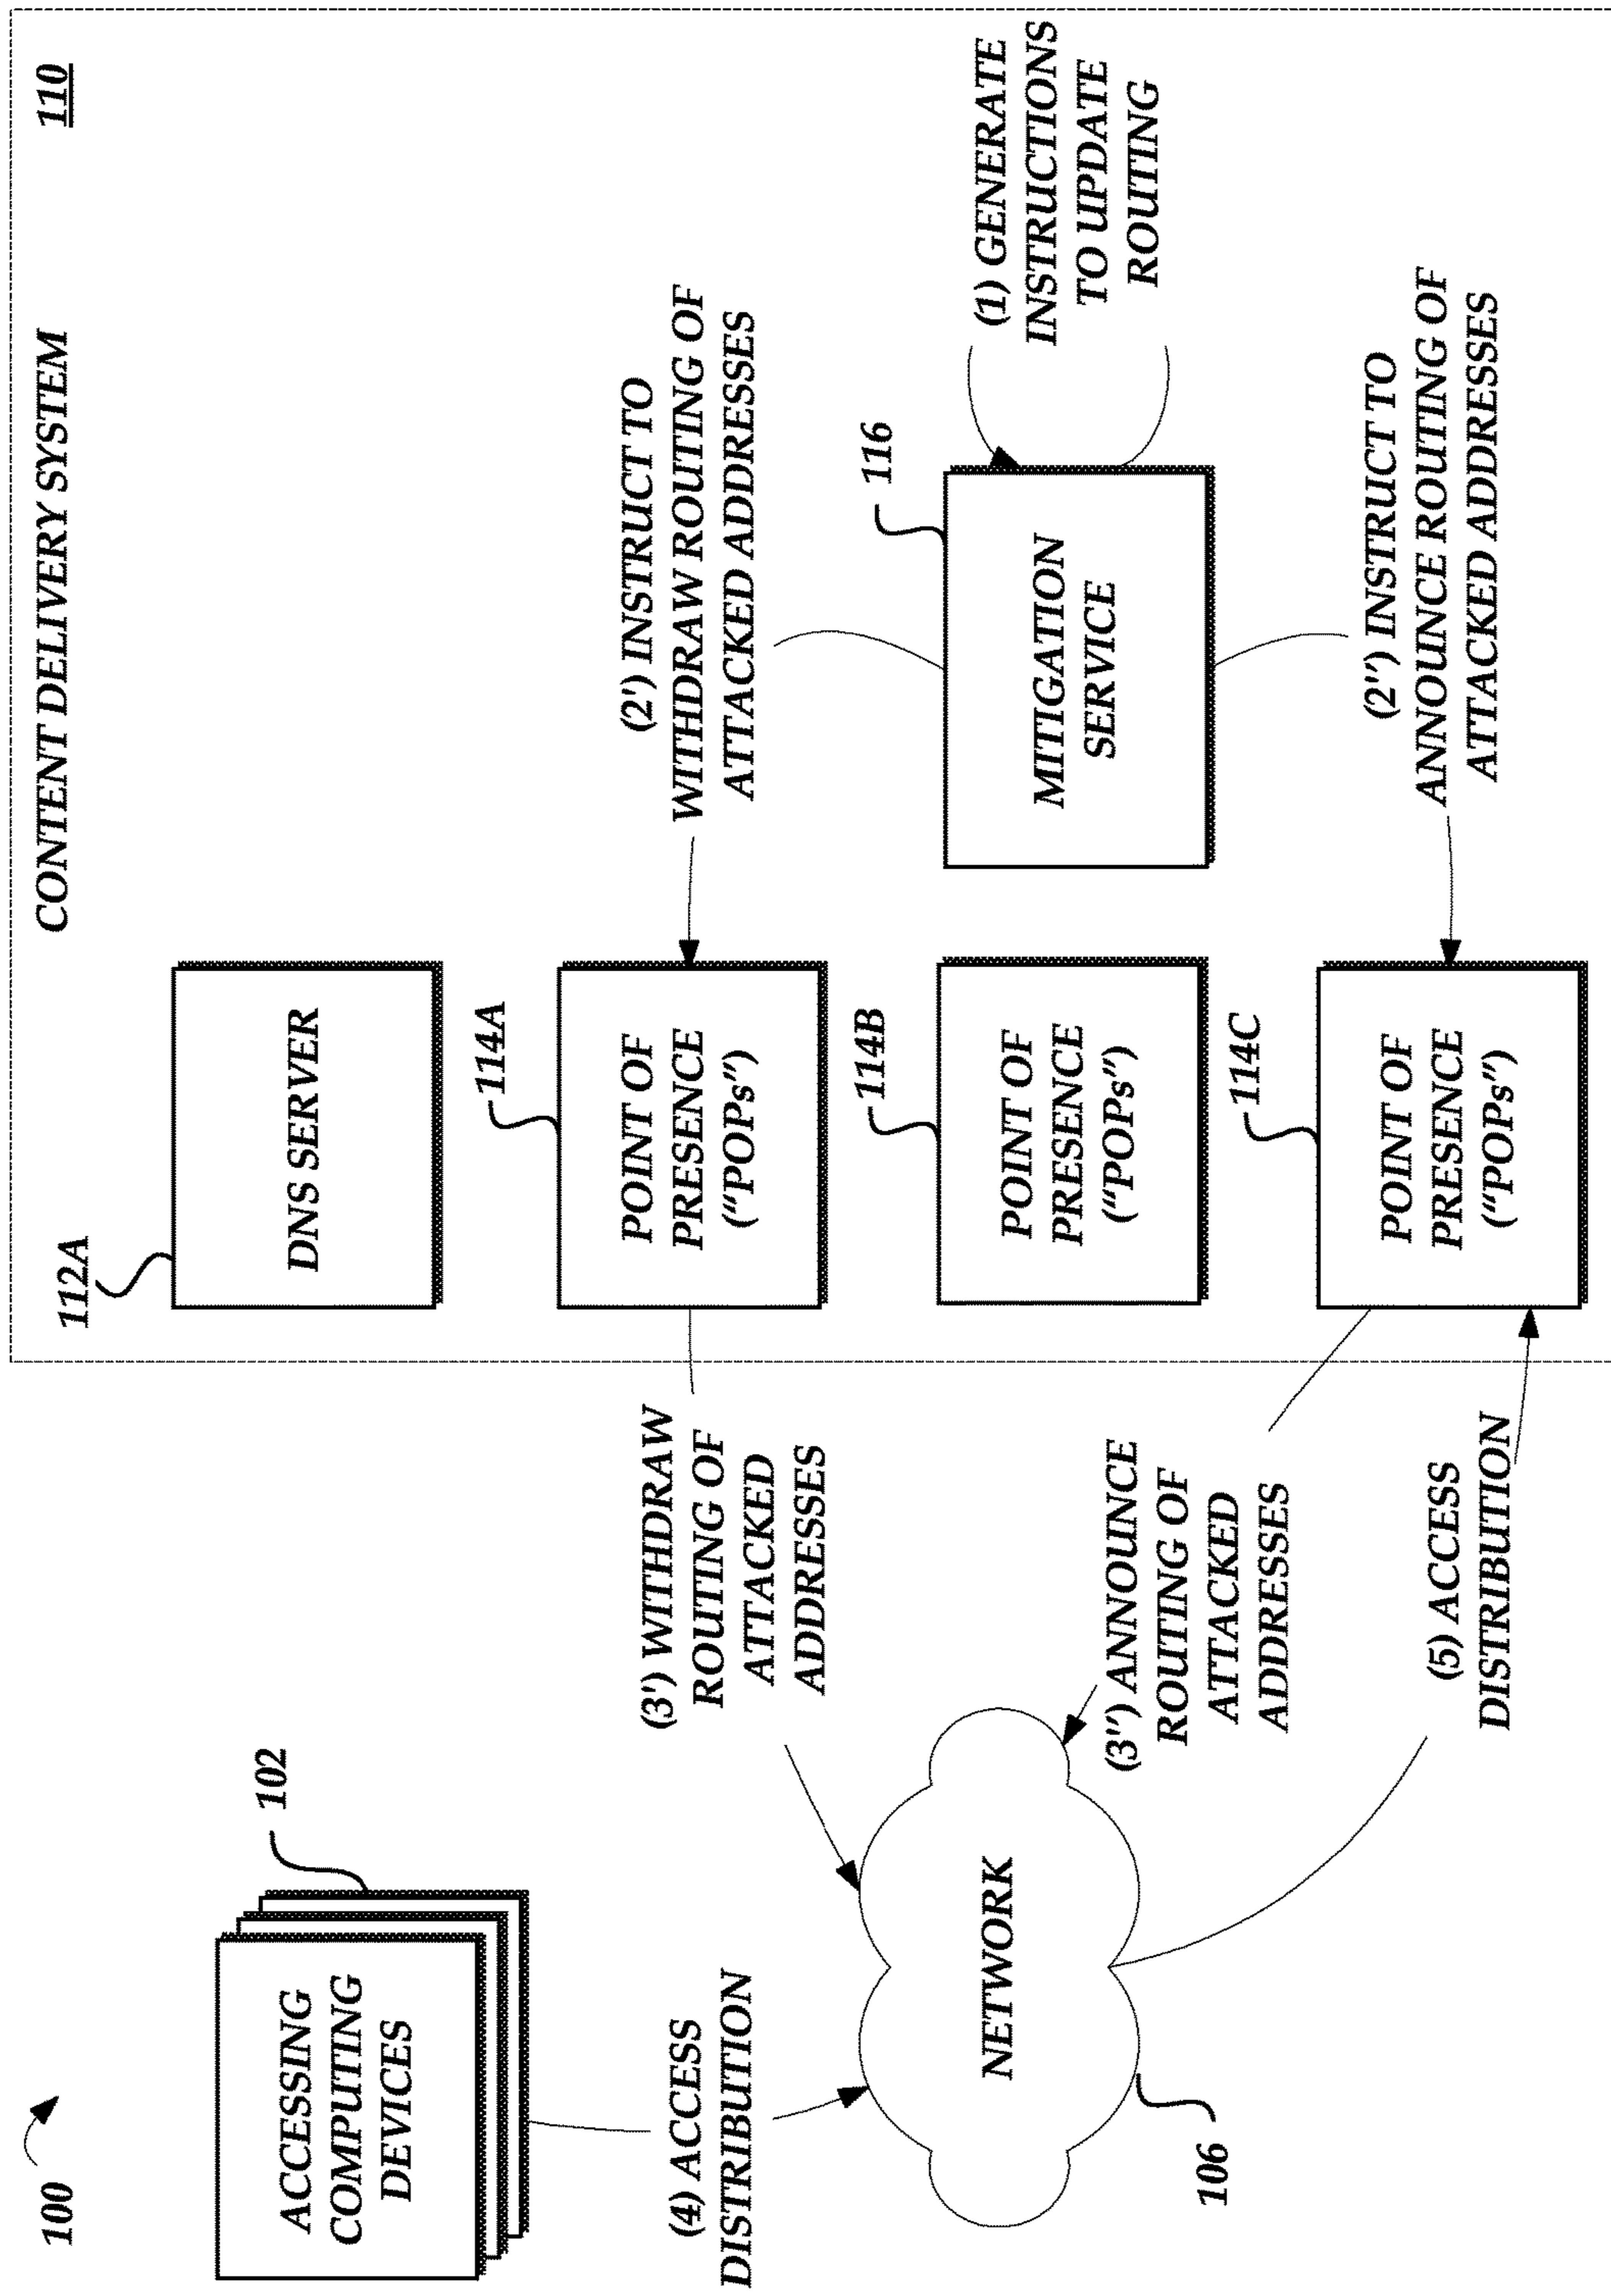 100
CONTENT DELIVERY SYSTEM
110
112A
DNS SERVER
102
ACCESSING
COMPUTING
DEVICES
114A
POINT OF
PRESENCE
("POPs")
(2') INSTRUCT TO
WITHDRAW ROUTING OF
ATTACKED ADDRESSES
(3') WITHDRAW
ROUTING OF
ATTACKED
ADDRESSES
(4) ACCESS
DISTRIBUTION
114B
POINT OF
PRESENCE
("POPs")
116
MITIGATION
SERVICE
(1) GENERATE
INSTRUCTIONS
TO UPDATE
ROUTING
NETWORK
106
(3'') ANNOUNCE
ROUTING OF
ATTACKED
ADDRESSES
114C
POINT OF
PRESENCE
("POPs")
(2'') INSTRUCT TO
ANNOUNCE ROUTING OF
ATTACKED ADDRESSES
(5) ACCESS
DISTRIBUTION